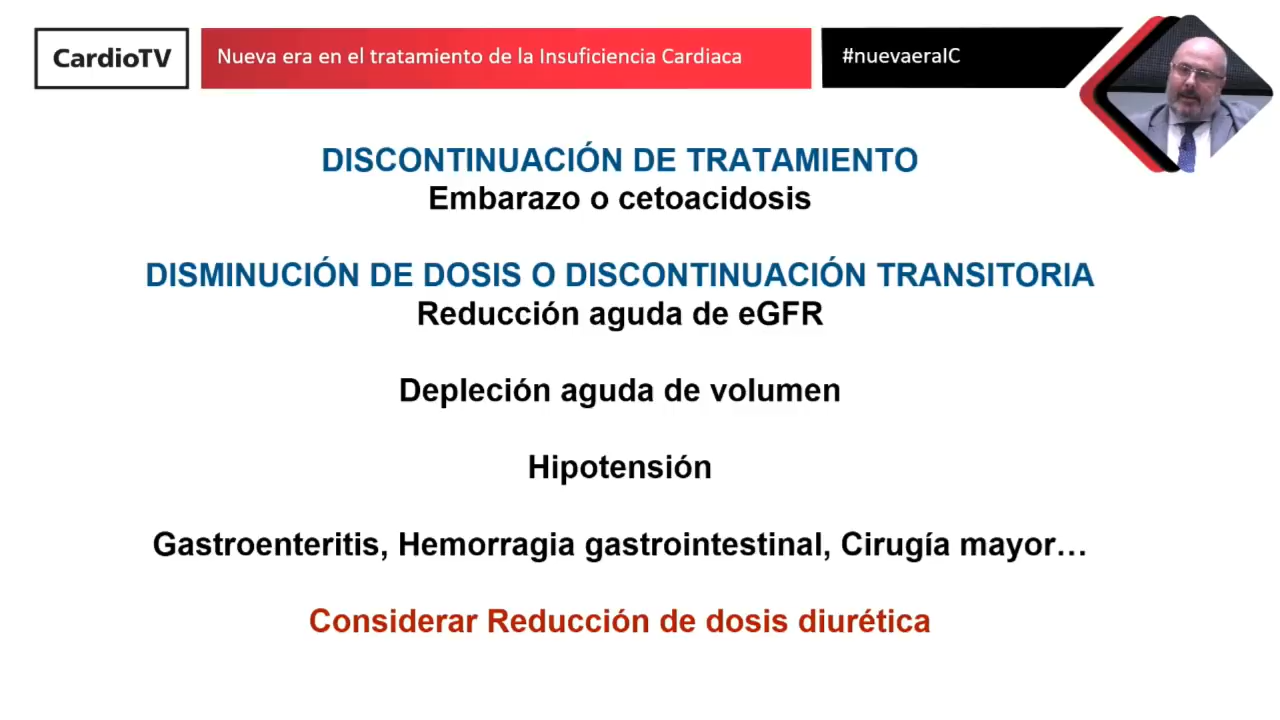 CardioTV
Nueva era en el tratamiento de la Insuficiencia Cardiaca
#nuevaeraIC
DISCONTINUACIÓN DE TRATAMIENTO
Embarazo o cetoacidosis
DISMINUCIÓN DE DOSIS O DISCONTINUACIÓN TRANSITORIA
Reducción aguda de eGFR
Depleción aguda de volumen
Hipotensión
Gastroenteritis, Hemorragia gastrointestinal, Cirugía mayor…
Considerar Reducción de dosis diurética